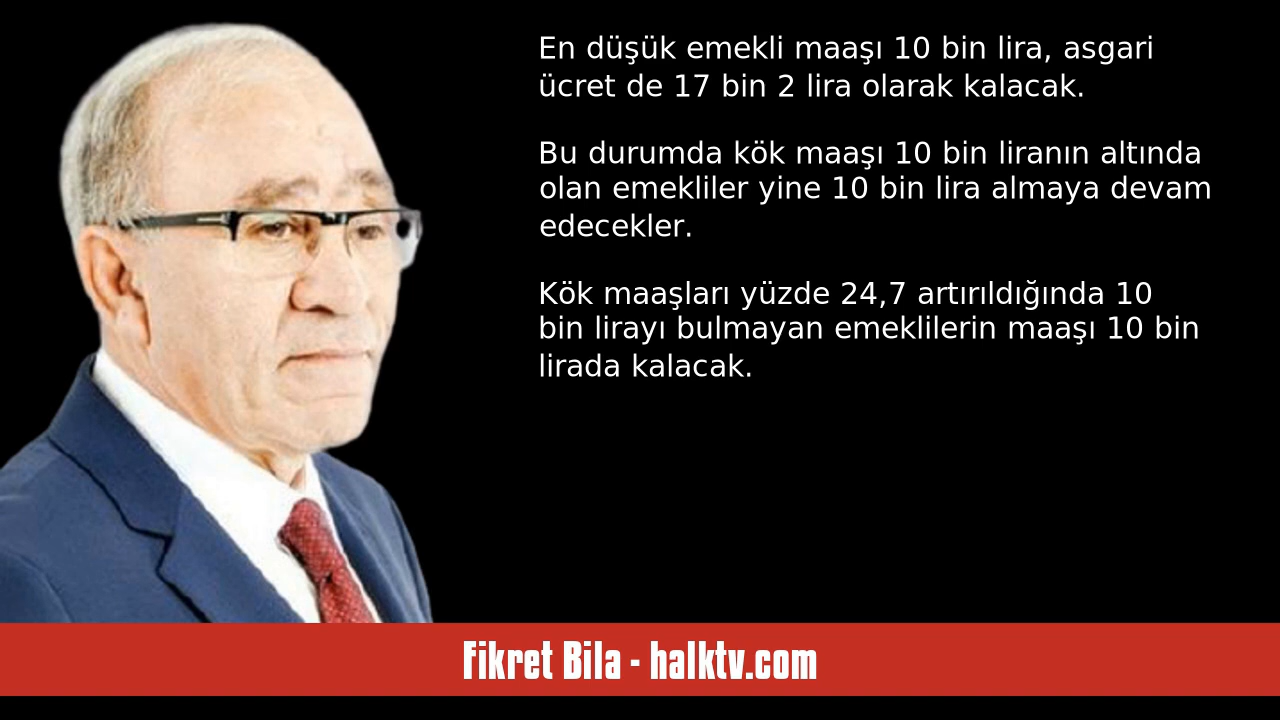 En düşük emekli maaşı 10 bin lira, asgari
ücret de 17 bin 2 lira olarak kalacak.
Bu durumda kök maaşı 10 bin liranın altında
olan emekliler yine 10 bin lira almaya devam
edecekler.
Kök maaşları yüzde 24,7 artırıldığında 10
bin lirayı bulmayan emeklilerin maaşı 10 bin
lirada kalacak.
Fikret Bila - halktv.com